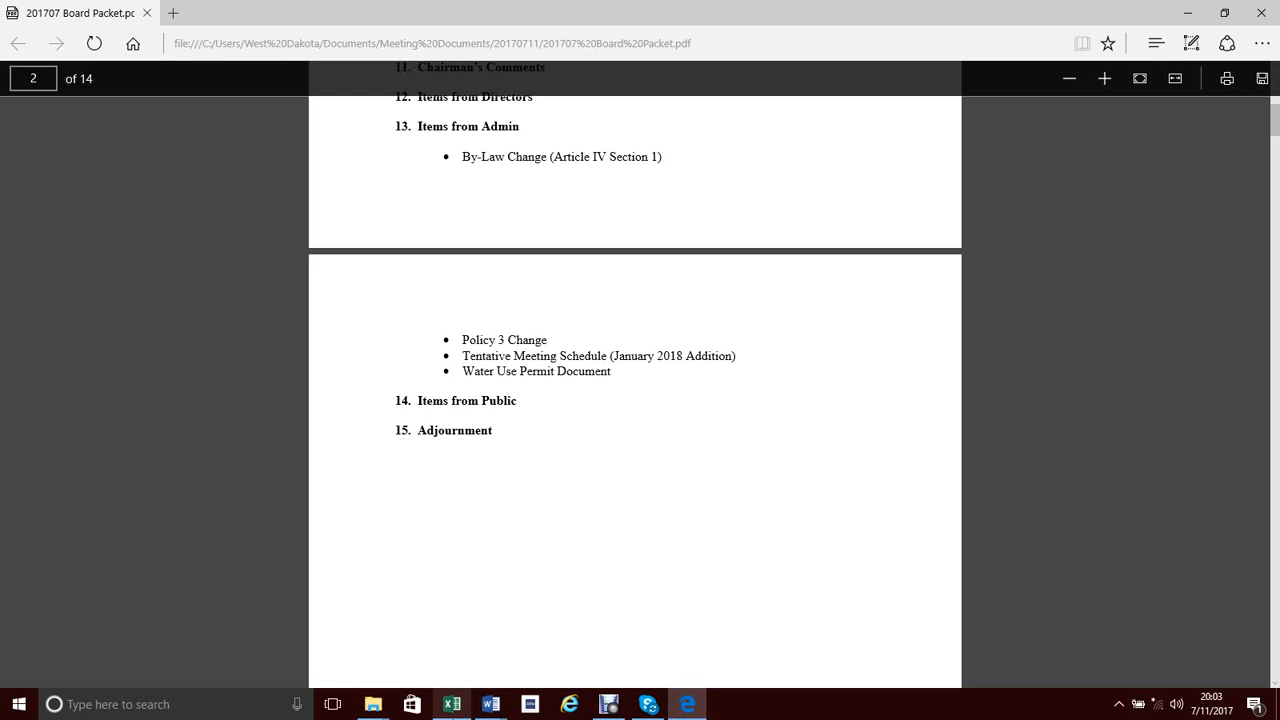 201707 Board Packet.pc
file:///C:/Users/West%20Dakota/Documents/Meeting%20Documents/20170711/201707%20Board%20Packet.pdf
2 of 14
11. Chairman's Comments
12. Items from Directors
13. Items from Admin
• By-Law Change (Article IV Section 1)
• Policy 3 Change
• Tentative Meeting Schedule (January 2018 Addition)
• Water Use Permit Document
14. Items from Public
15. Adjournment
Type here to search
20:03
7/11/2017